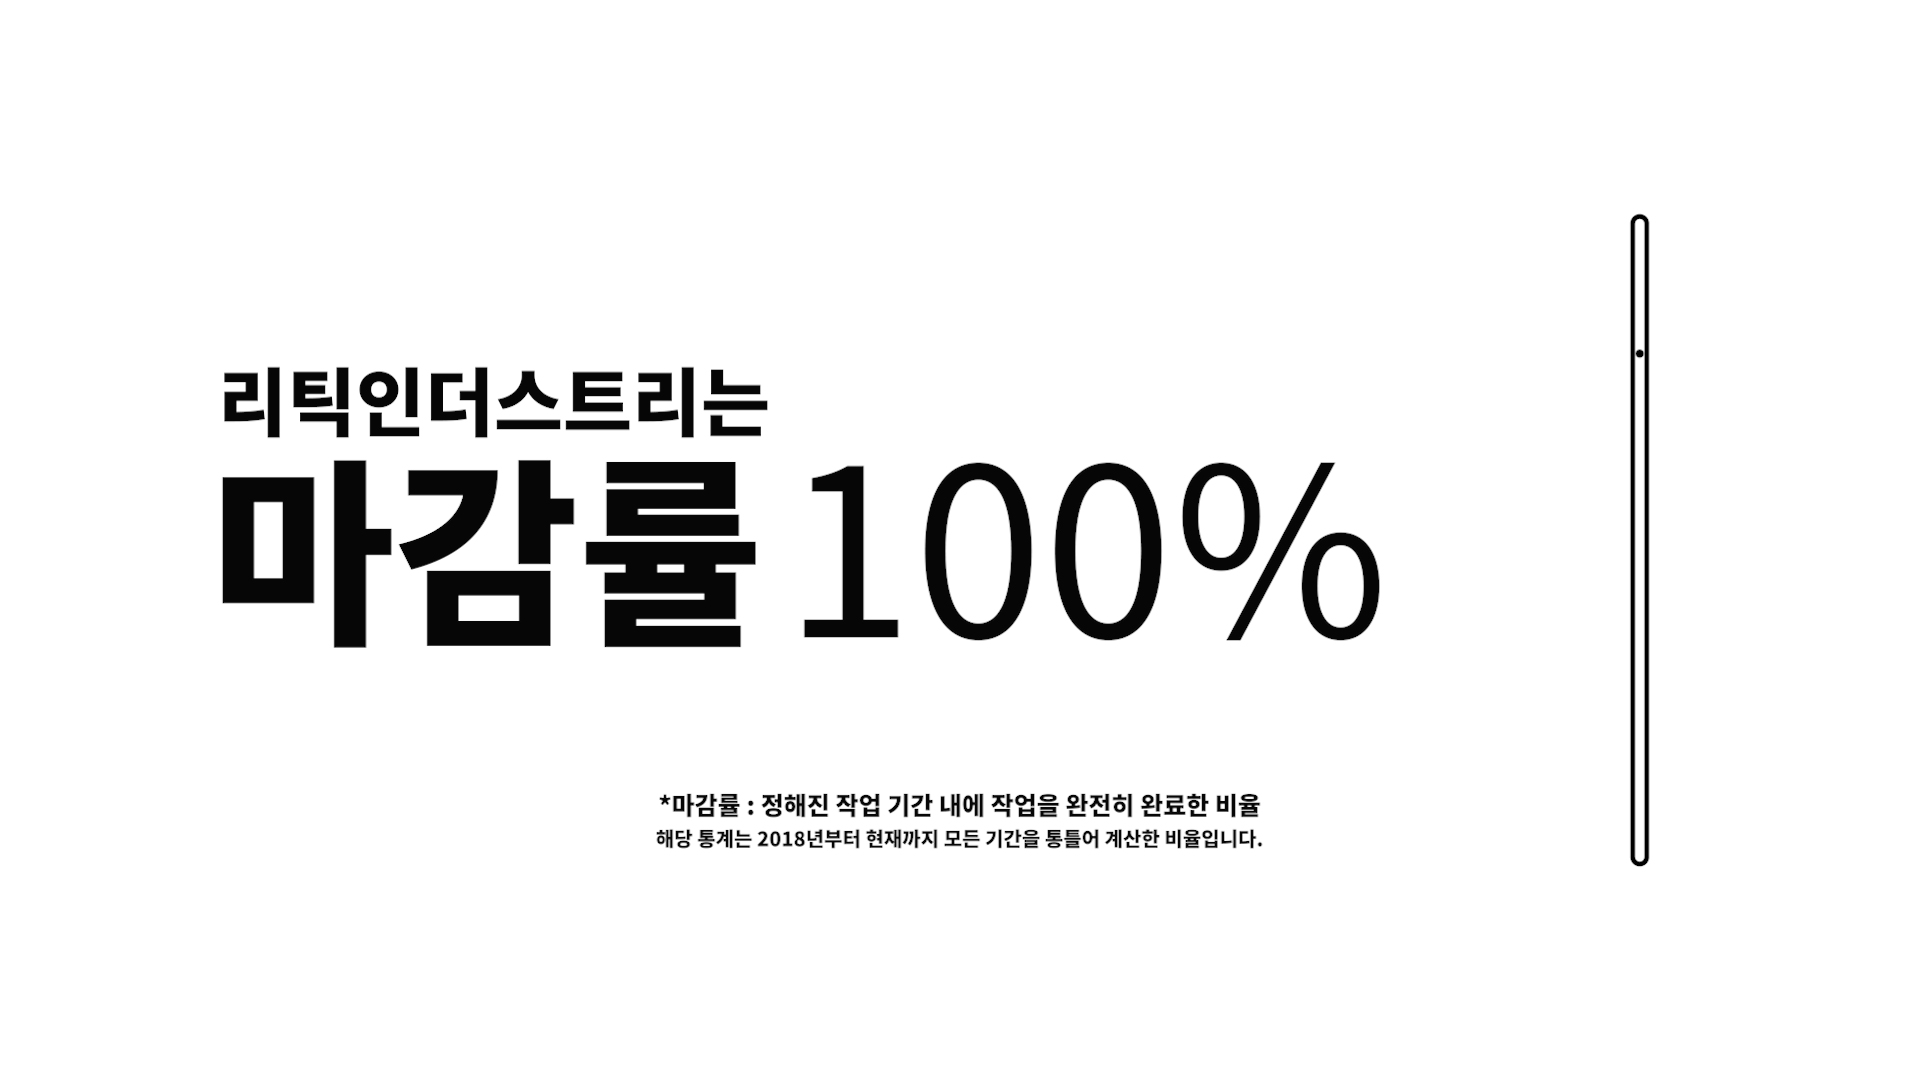 리틱인더스트리는
마감률 100%
*마감률 : 정해진 작업 기간 내에 작업을 완전히 완료한 비율
해당 통계는 2018년부터 현재까지 모든 기간을 통틀어 계산한 비율입니다.